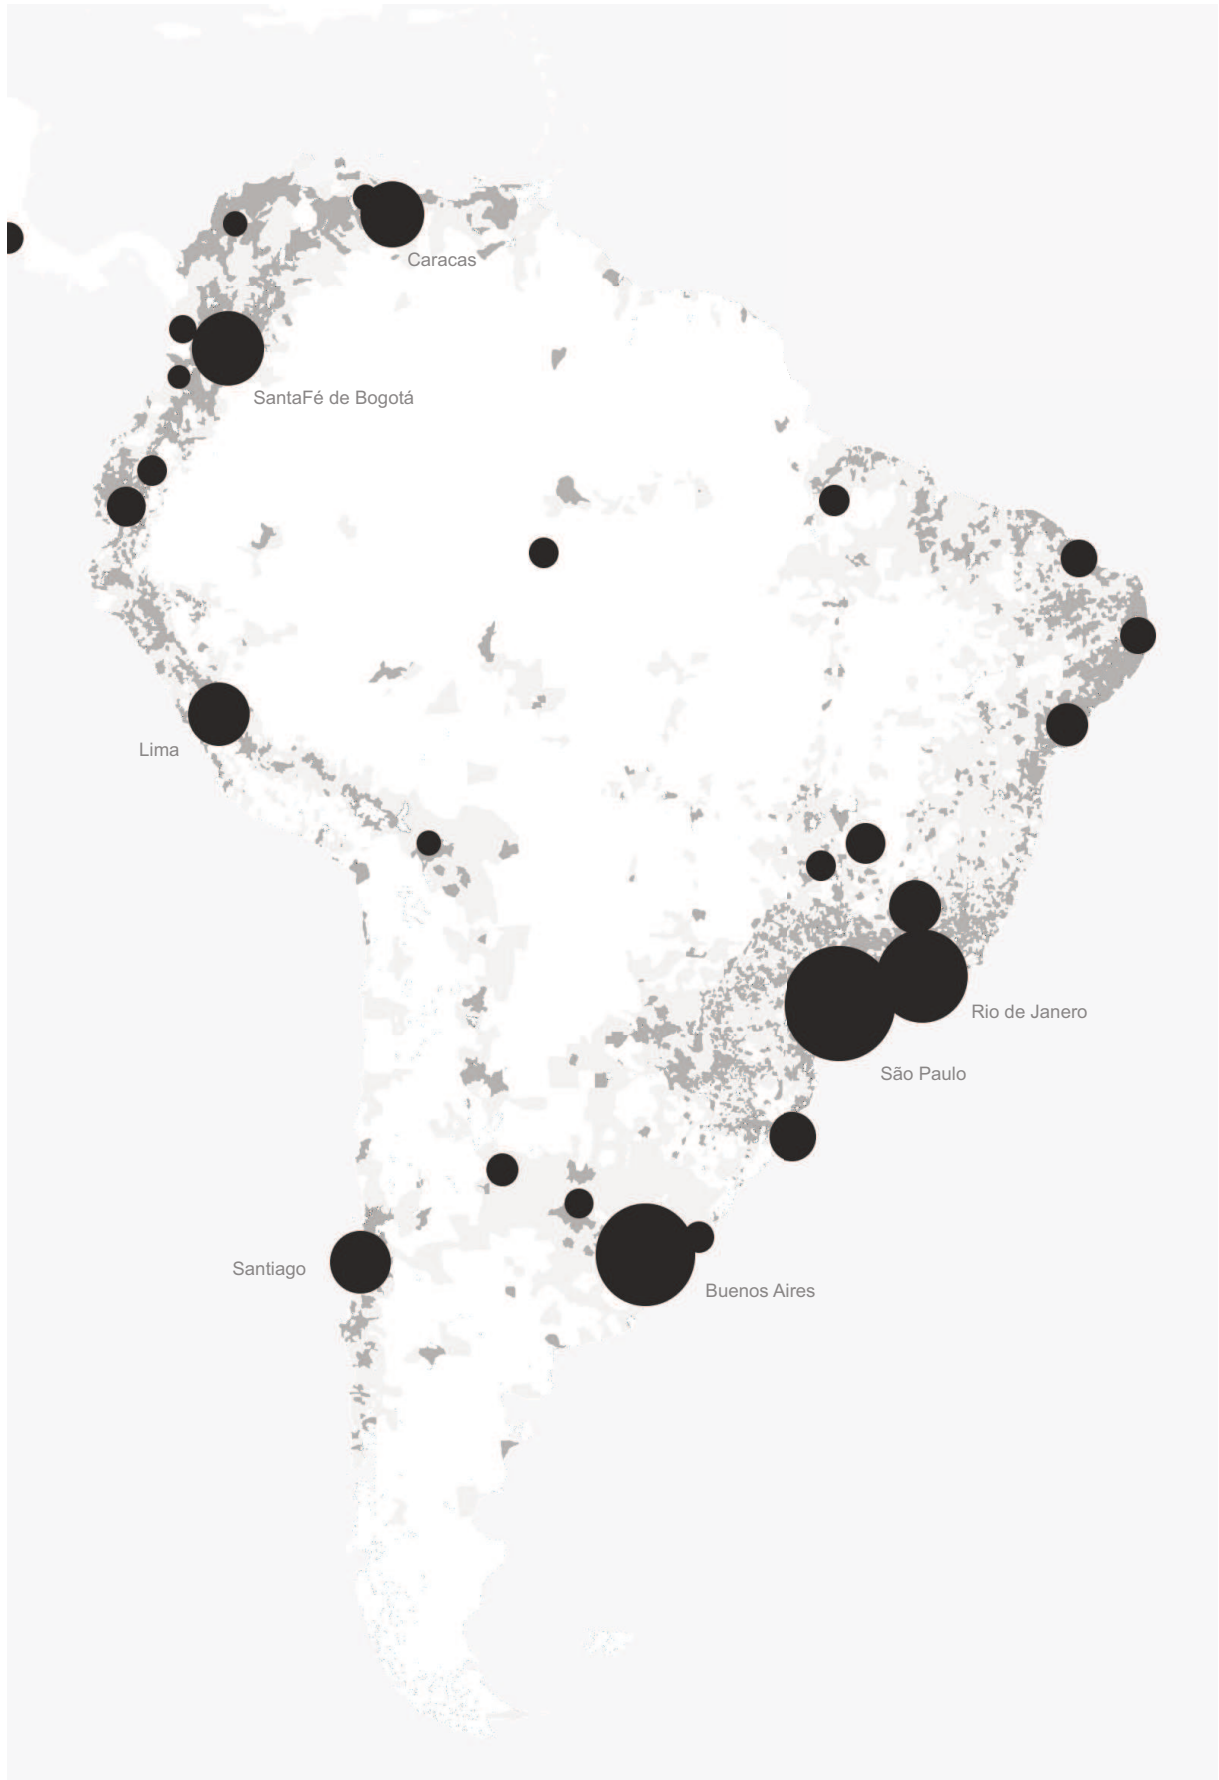 Caracas
SantaFé de Bogotá
Lima
Rio de Janero
São Paulo
Santiago
Buenos Aires